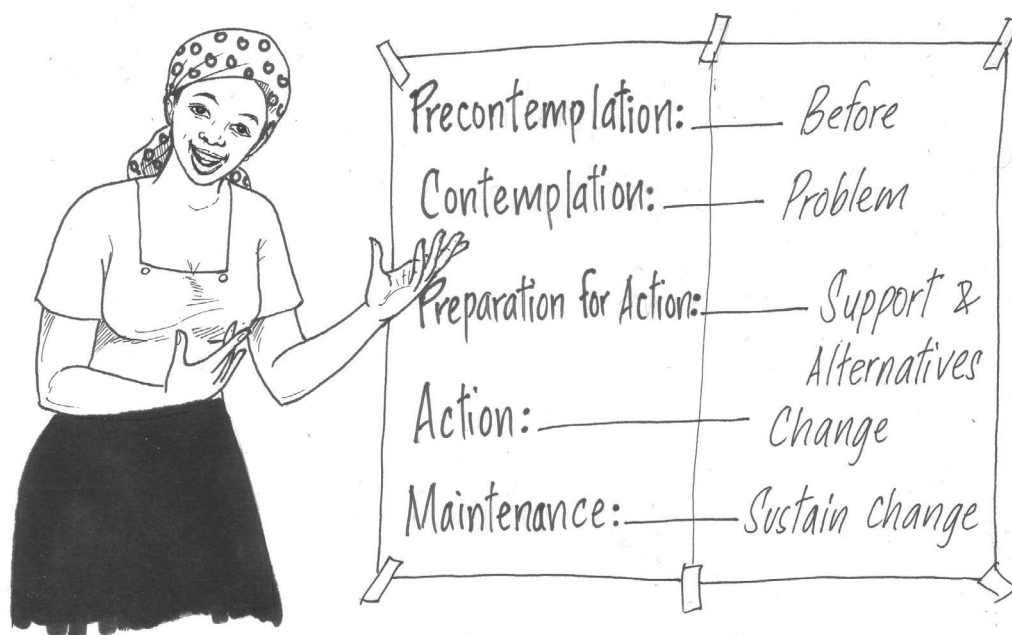 Precontemplation: Before
Contemplation: Problem
Preparation for Action: Support &
Alternatives
Action: Change
Maintenance: Sustain Change